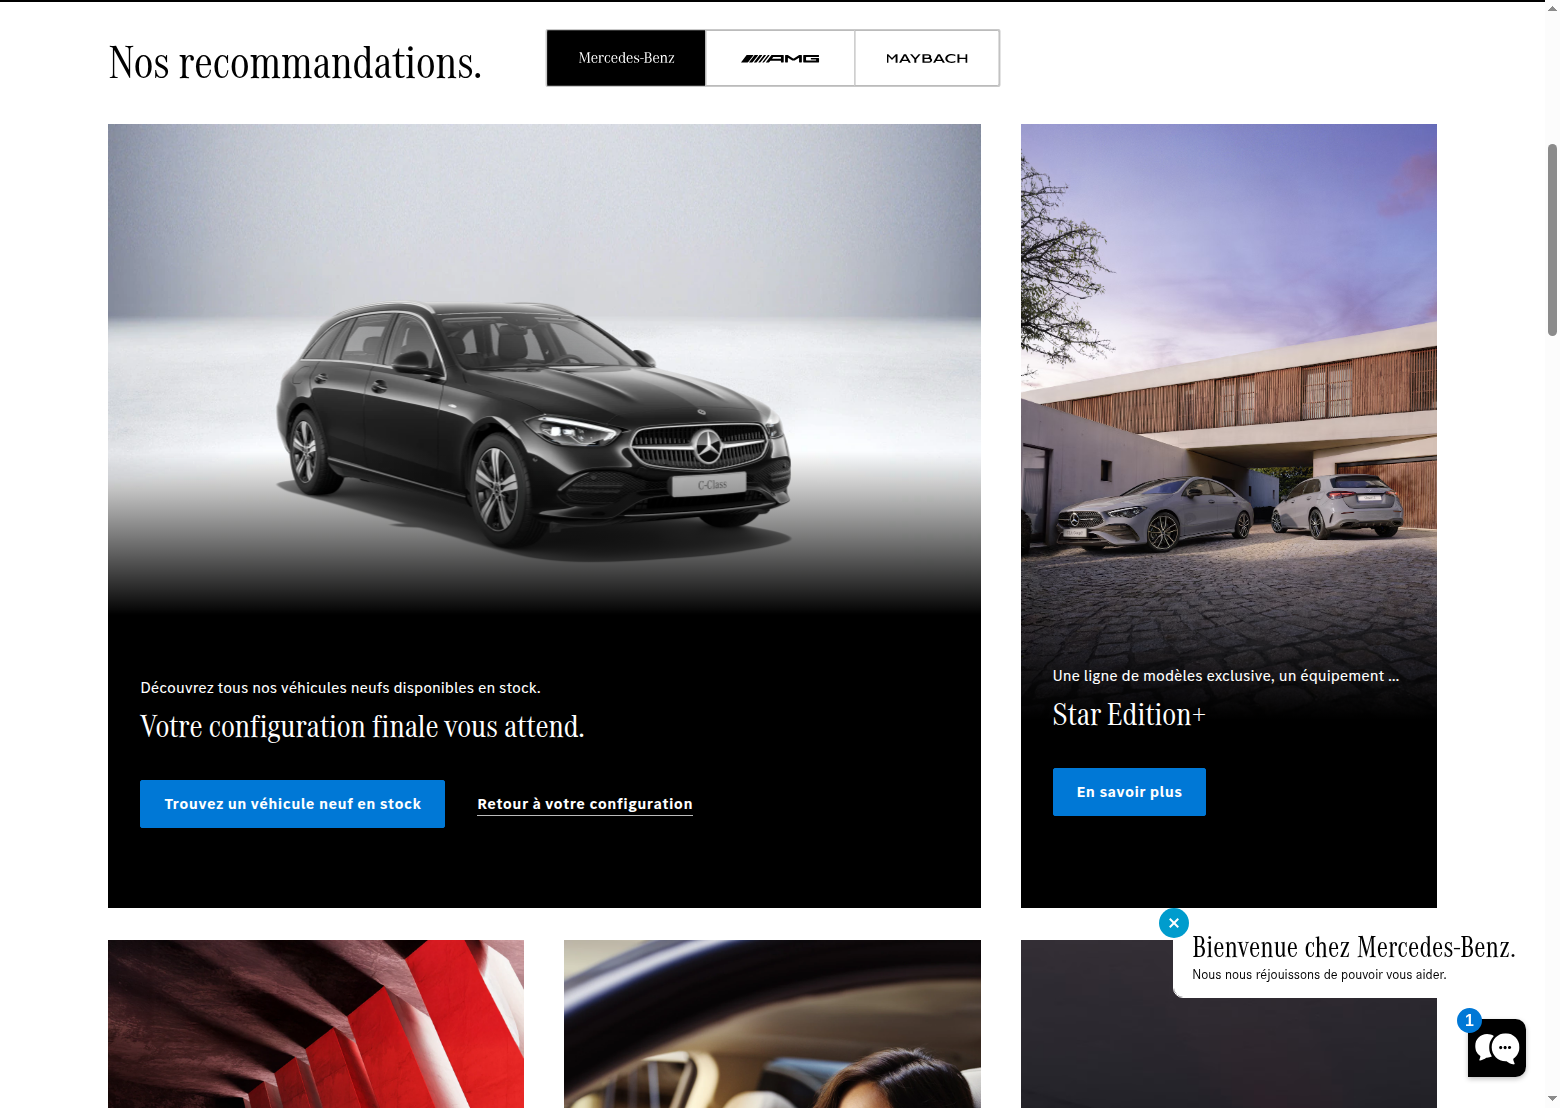 Nos recommandations.
Mercedes-Benz
AMG
MAYBACH
C-Class
Découvrez tous nos véhicules neufs disponibles en stock.
Votre configuration finale vous attend.
Trouvez un véhicule neuf en stock
Retour à votre configuration
Une ligne de modèles exclusive, un équipement ...
Star Edition+
En savoir plus
Bienvenue chez Mercedes-Benz.
Nous nous réjouissons de pouvoir vous aider.
1